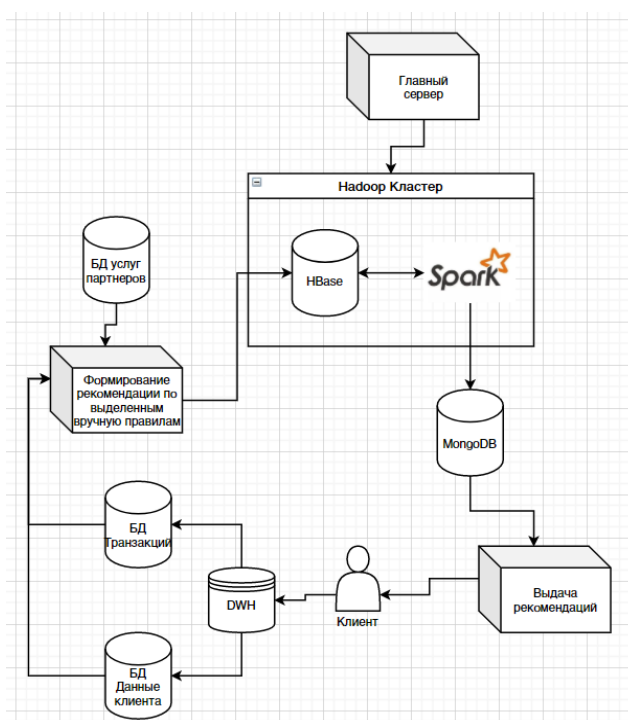 Главный
сервер
Hadoop Кластер
HBase
Spark
БД услуг
партнеров
Формирование
рекомендации по
выделенным
вручную правилам
MongoDB
БД
Транзакций
DWH
Клиент
Выдача
рекомендаций
БД
Данные
клиента